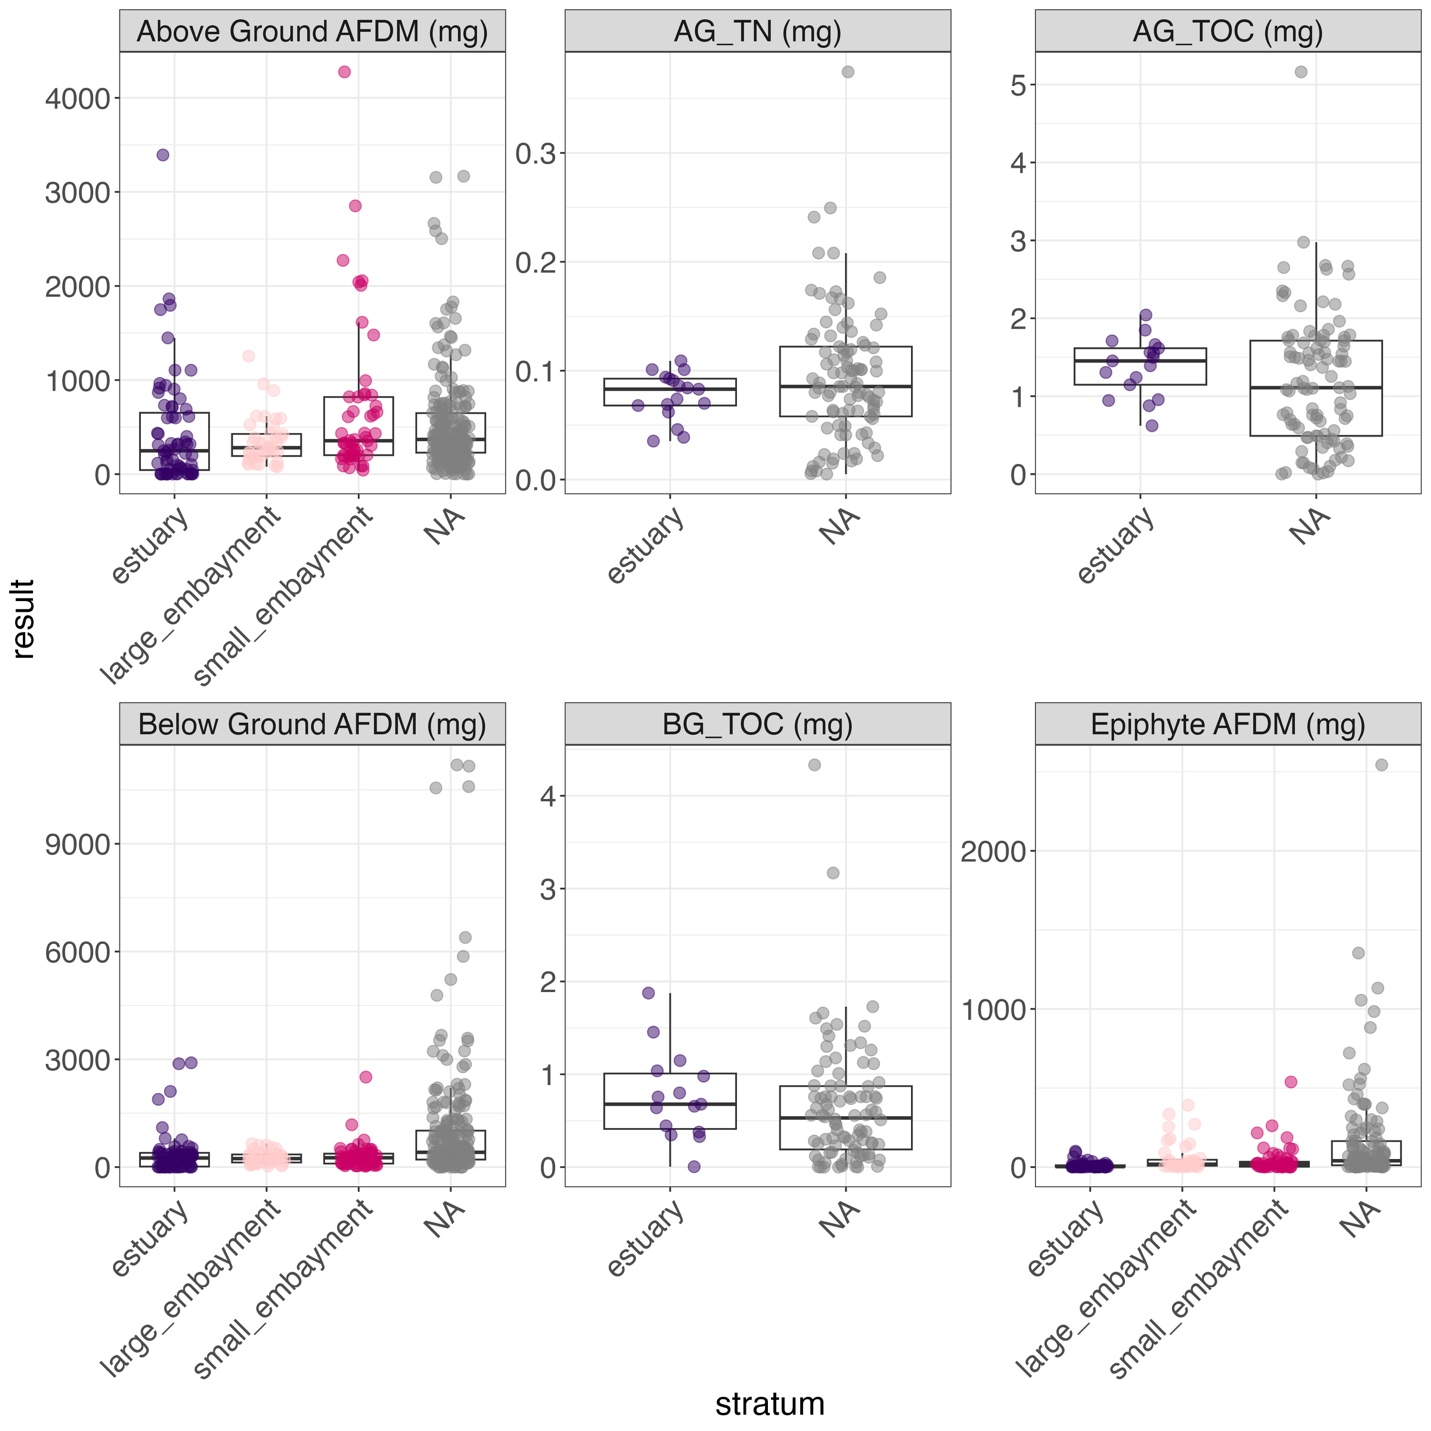 Above Ground AFDM (mg)
AG_TN (mg)
AG_TOC (mg)
4000
3000
2000
1000
0
0.3
0.2
0.1
0.0
5
4
3
2
1
0
estuary
large_embayment
small_embayment
NA
estuary
NA
estuary
NA
result
Below Ground AFDM (mg)
BG_TOC (mg)
Epiphyte AFDM (mg)
9000
6000
3000
0
4
3
2
1
0
2000
1000
0
estuary
large_embayment
small_embayment
NA
estuary
NA
estuary
large_embayment
small_embayment
NA
stratum